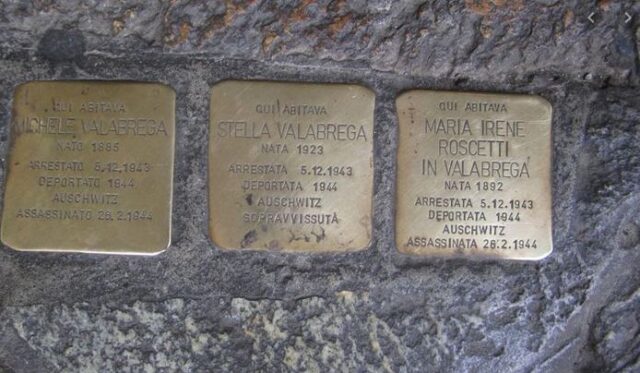 QUI ABITAVA
MICHELE VALABREGA
NATO 1885
ARRESTATO 5.12.1943
DEPORTATO 1944
AUSCHWITZ
ASSASSINATO 26.2.1944
QUI ABITAVA
STELLA VALABREGA
NATA 1923
ARRESTATA 5.12.1943
DEPORTATA 1944
AUSCHWITZ
SOPRAVVISSUTA
QUI ABITAVA
MARIA IRENE
ROSCETTI
IN VALABREGA
NATA 1892
ARRESTATA 5.12.1943
DEPORTATA 1944
AUSCHWITZ
ASSASSINATA 26.2.1944